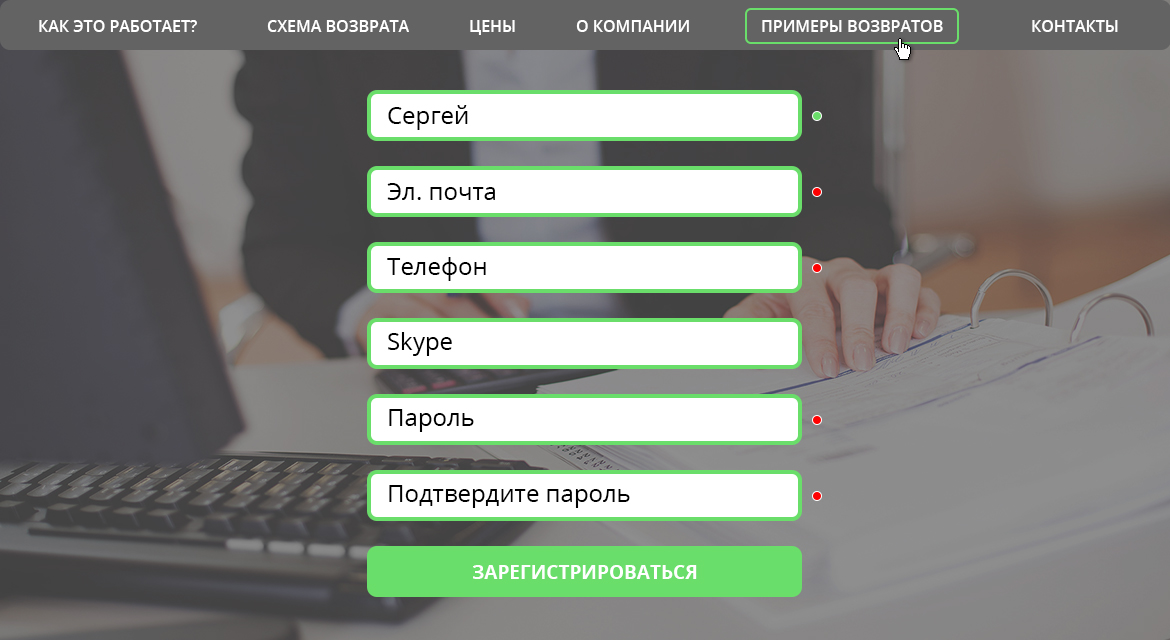 КАК ЭТО РАБОТАЕТ? СХЕМА ВОЗВРАТА ЦЕНЫ О КОМПАНИИ ПРИМЕРЫ ВОЗВРАТОВ КОНТАКТЫ
Сергей
Эл. почта
Телефон
Skype
Пароль
Подтвердите пароль
ЗАРЕГИСТРИРОВАТЬСЯ